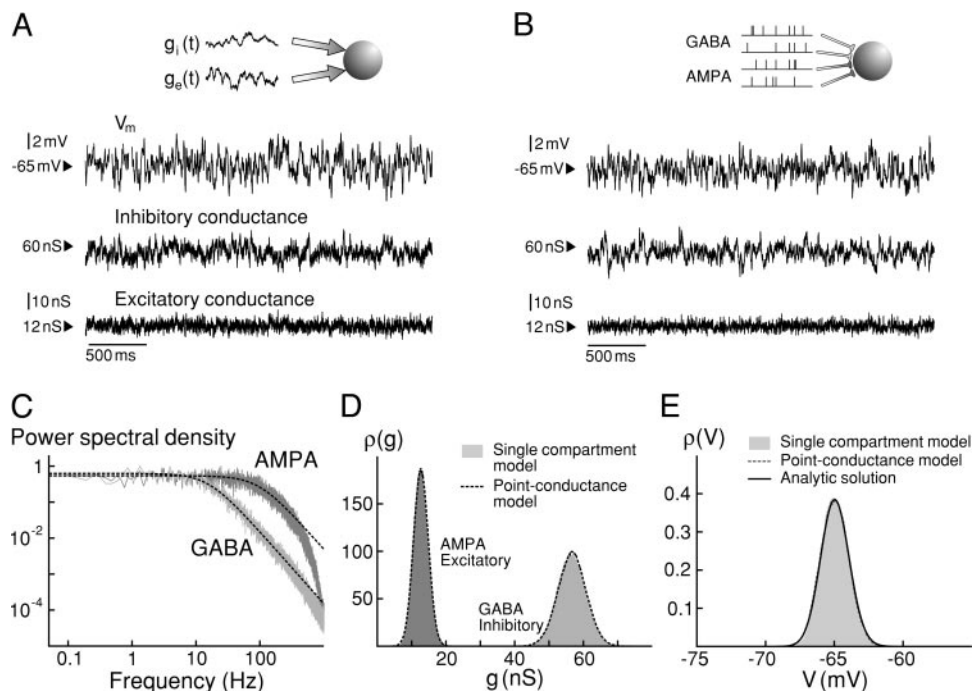 A
g_i(t)
g_e(t)
V_m
2 mV
-65 mV
Inhibitory conductance
60 nS
10 nS
Excitatory conductance
12 nS
500 ms
B
GABA
AMPA
2 mV
-65 mV
60 nS
10 nS
12 nS
500 ms
C
Power spectral density
1
10⁻²
10⁻⁴
AMPA
GABA
0.1 1 10 100
Frequency (Hz)
D
ρ(g)
Single compartment
model
Point-conductance
model
150
100
50
AMPA
Excitatory
GABA
Inhibitory
20 40 60
g (nS)
E
ρ(V)
Single compartment model
Point-conductance model
Analytic solution
0.4
0.3
0.2
0.1
-75 -70 -65 -60
V (mV)